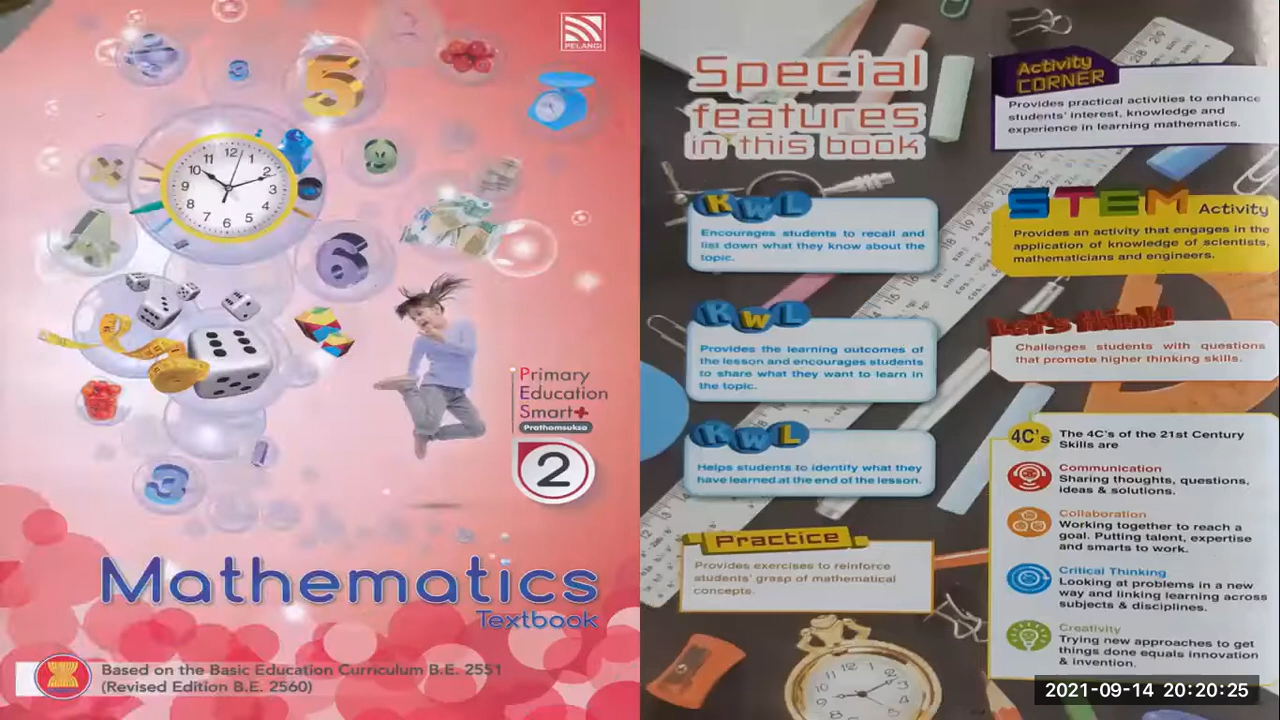 PELANGI
5
3
6
3
Primary
Education
Smart+
Prathomsuksa
2
Mathematics
Textbook
Based on the Basic Education Curriculum B.E. 2551
(Revised Edition B.E. 2560)
Special
features
in this book
KWL
Encourages students to recall and
list down what they know about the
topic.
KWL
Provides the learning outcomes of
the lesson and encourages students
to share what they want to learn in
the topic.
KWL
Helps students to identify what they
have learned at the end of the lesson.
Practice
Provides exercises to reinforce
students' grasp of mathematical
concepts.
Activity
CORNER
Provides practical activities to enhance
students' interest, knowledge and
experience in learning mathematics.
STEM Activity
Provides an activity that engages in the
application of knowledge of scientists,
mathematicians and engineers.
Let's think!
Challenges students with questions
that promote higher thinking skills.
4C's The 4C's of the 21st Century
Skills are
Communication
Sharing thoughts, questions,
ideas & solutions.
Collaboration
Working together to reach a
goal. Putting talent, expertise
and smarts to work.
Critical Thinking
Looking at problems in a new
way and linking learning across
subjects & disciplines.
Creativity
Trying new approaches to get
things done equals innovation
& invention.
2021-09-14 20:20:25